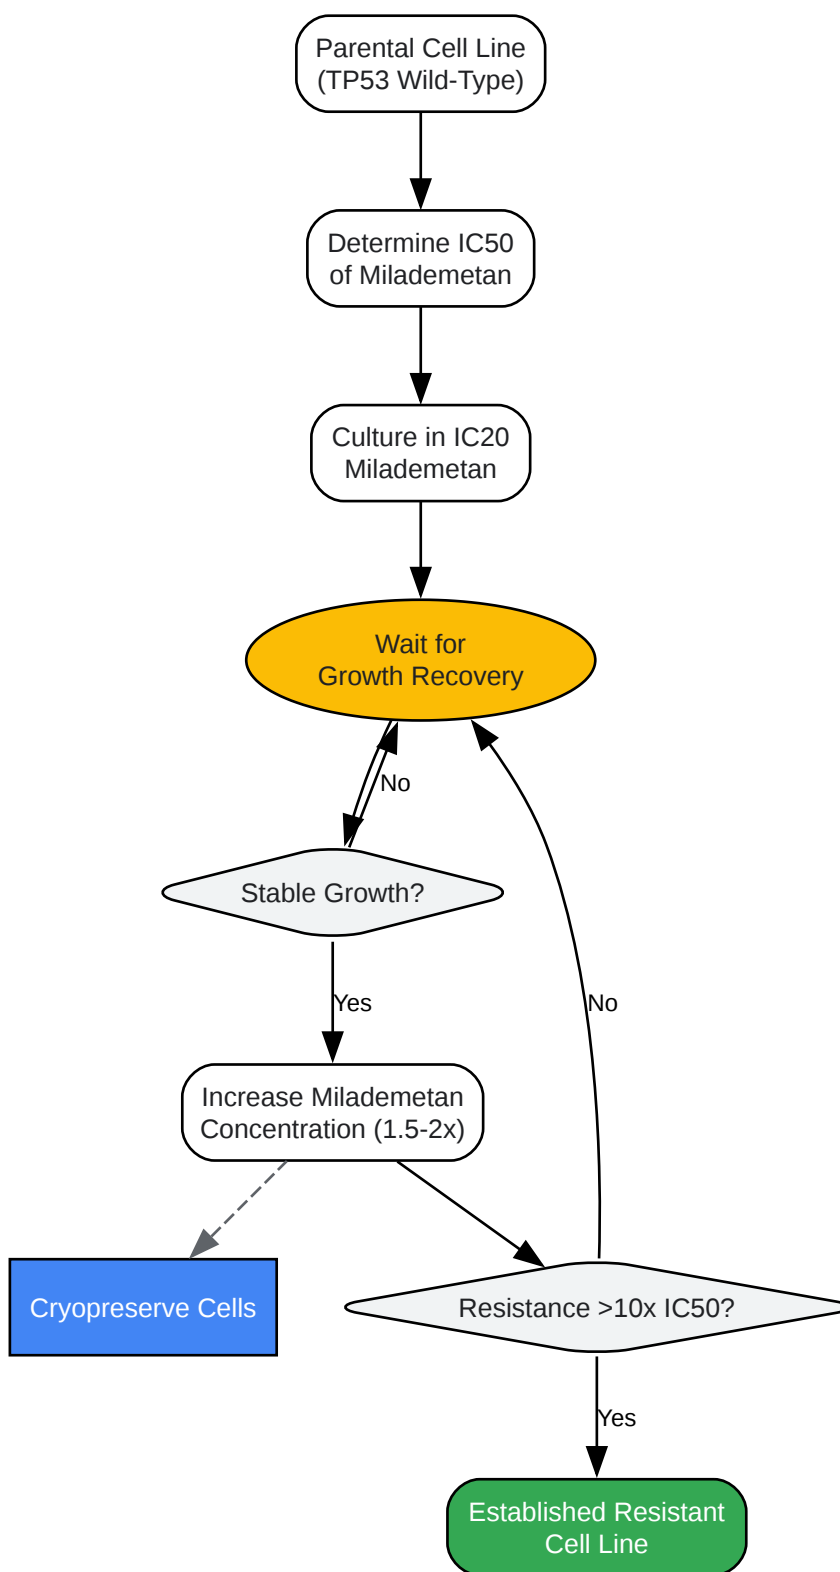 Parental Cell Line
(TP53 Wild-Type)
Determine IC50
of Milademetan
Culture in IC20
Milademetan
Wait for
Growth Recovery
No
Stable Growth?
Yes
No
Increase Milademetan
Concentration (1.5-2x)
Cryopreserve Cells
Resistance >10x IC50?
Yes
Established Resistant
Cell Line